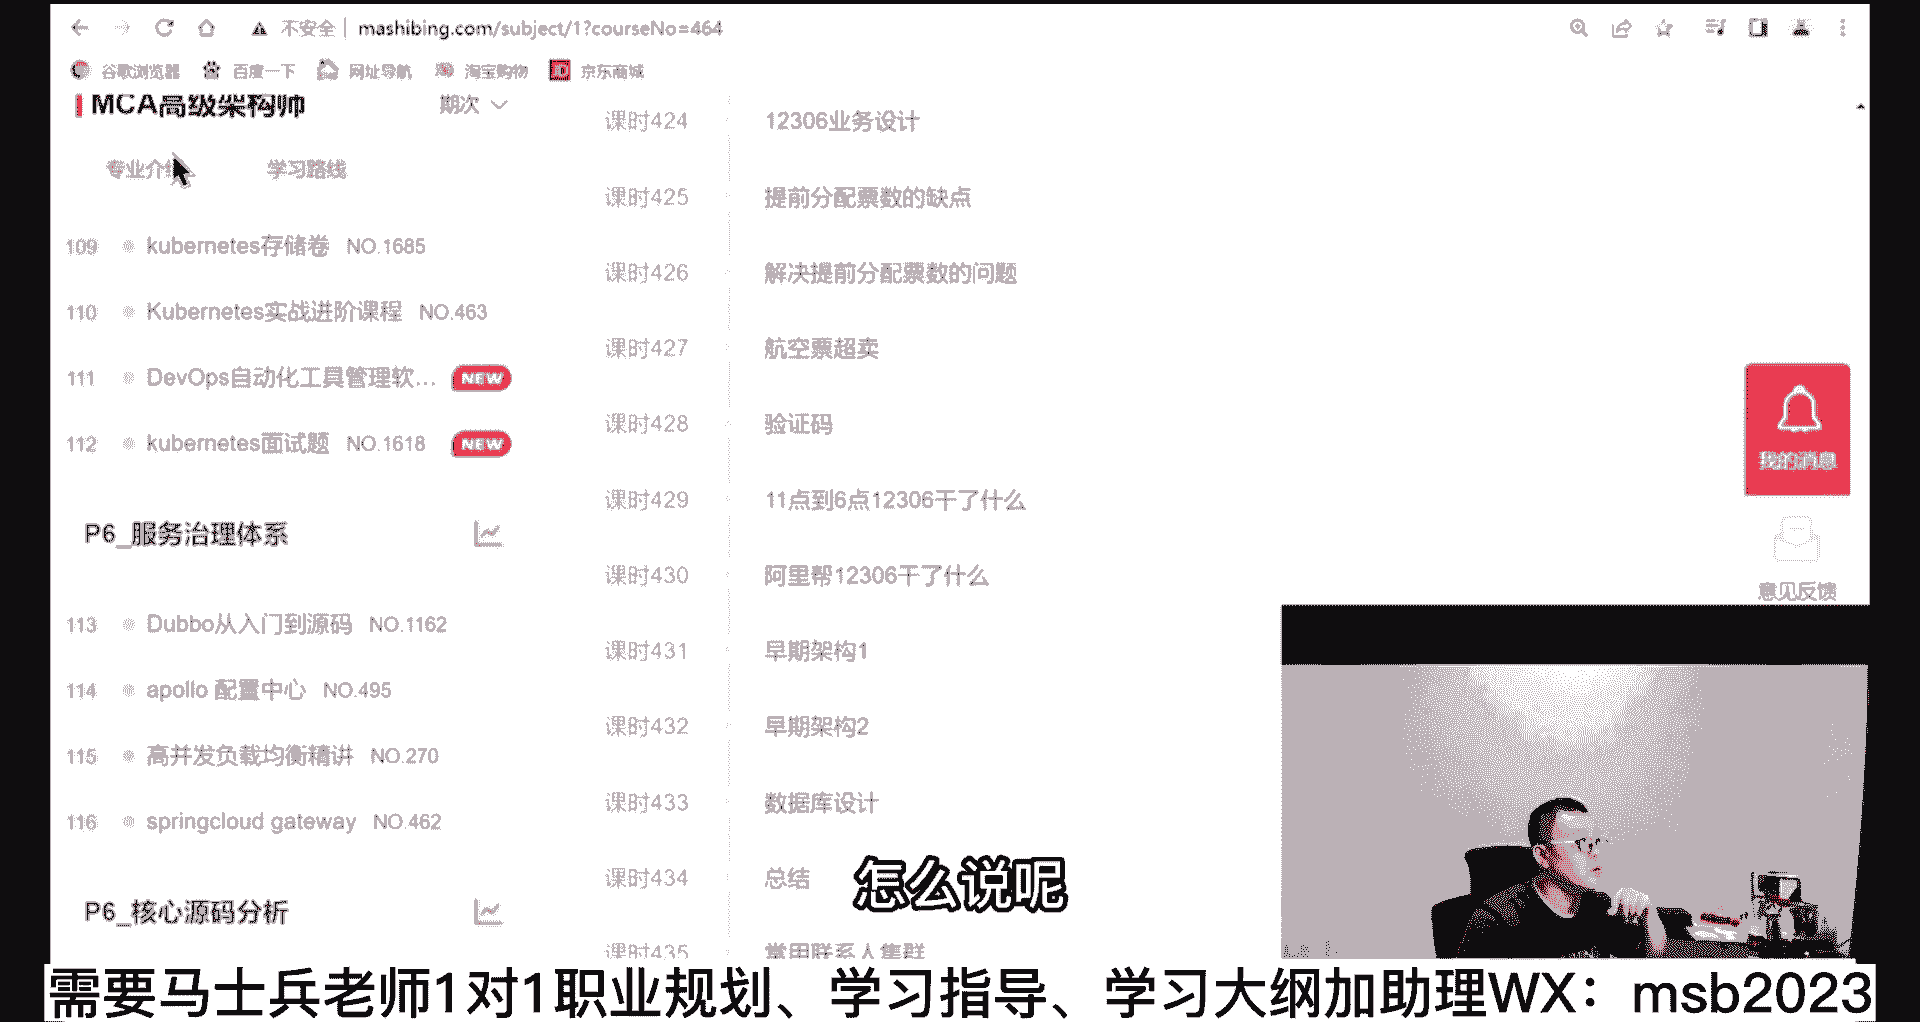 不安全 mashibing.com/subject/1?courseNo=464
谷歌浏览器 百度一下 网址导航 淘宝购物 京东商城
MCA高级架构师 期次
专业介绍 学习路线
109 kubernetes存储卷 NO.1685
110 Kubernetes实战进阶课程 NO.463
111 DevOps自动化工具管理软... NEW
112 kubernetes面试题 NO.1618 NEW
P6_服务治理体系
113 Dubbo从入门到源码 NO.1162
114 apollo 配置中心 NO.495
115 高并发负载均衡精讲 NO.270
116 springcloud gateway NO.462
P6_核心源码分析
课时424 12306业务设计
课时425 提前分配票数的缺点
课时426 解决提前分配票数的问题
课时427 航空票超卖
课时428 验证码
课时429 11点到6点12306干了什么
课时430 阿里帮12306干了什么
课时431 早期架构1
课时432 早期架构2
课时433 数据库设计
课时434 总结
课时435 常用联系人集群
我的消息
意见反馈
怎么说呢
需要马士兵老师1对1职业规划、学习指导、学习大纲加助理WX：msb2023